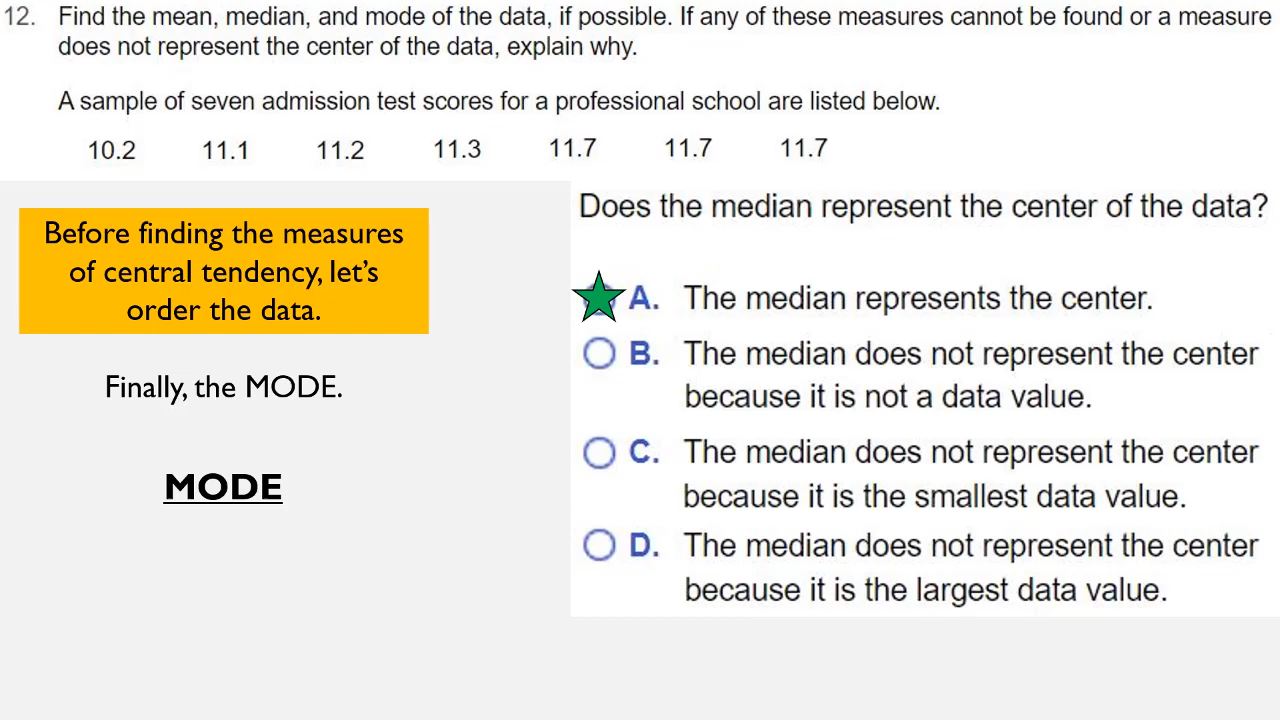 12. Find the mean, median, and mode of the data, if possible. If any of these measures cannot be found or a measure
does not represent the center of the data, explain why.
A sample of seven admission test scores for a professional school are listed below.
10.2 11.1 11.2 11.3 11.7 11.7 11.7
Before finding the measures
of central tendency, let's
order the data.
Finally, the MODE.
MODE
Does the median represent the center of the data?
A. The median represents the center.
B. The median does not represent the center
because it is not a data value.
C. The median does not represent the center
because it is the smallest data value.
D. The median does not represent the center
because it is the largest data value.